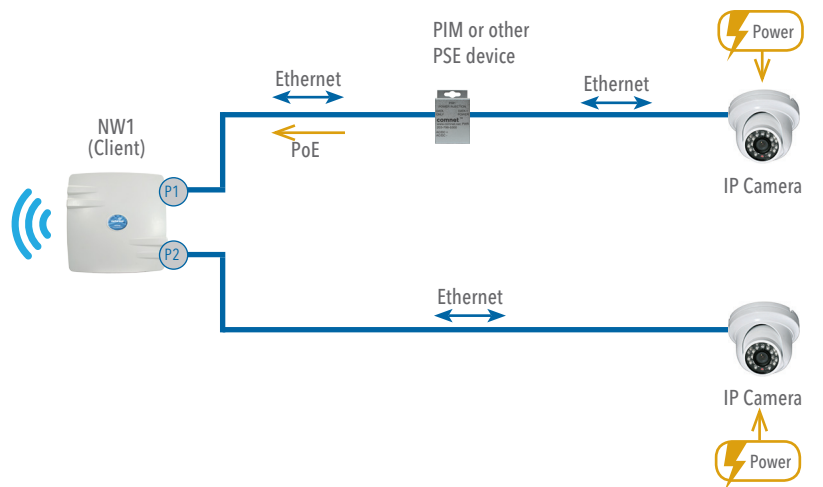 Power
PIM or other
PSE device
Ethernet
Ethernet
NW1
(Client)
comnet
PoE
IP Camera
P1
P2
Ethernet
IP Camera
Power